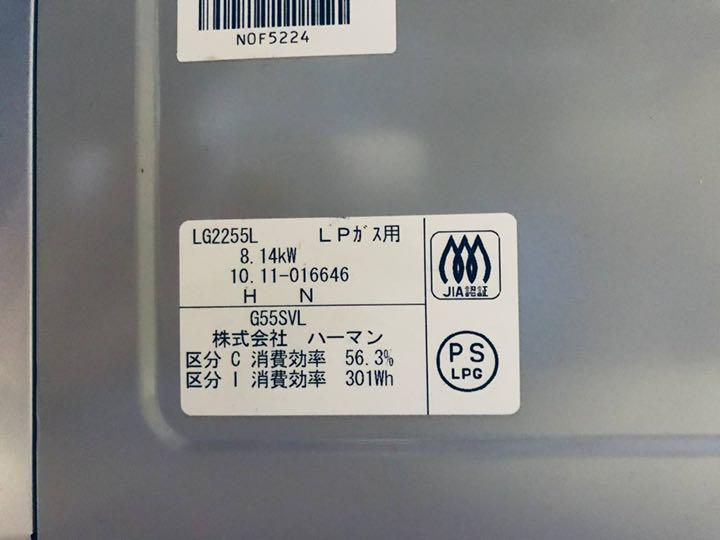 NOF5224
LG2255L LPガス用
8.14kW
10.11-016646
H N
G55SVL
株式会社 ハーマン
区分 C 消費効率 56.3%
区分 I 消費効率 301Wh
JIA認証
PS
LPG